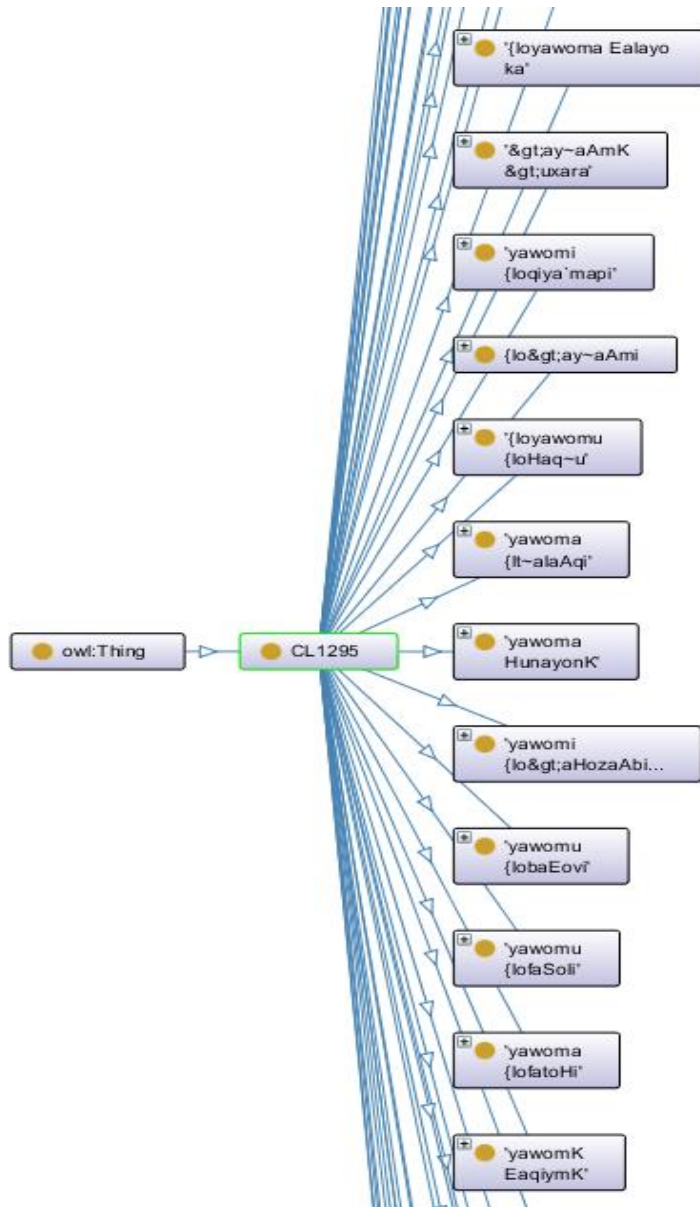 '{loyawoma Ealayo
ka'
'&gt;ay~aAmK
&gt;uxara'
'yawomi
{loqiya`mapi'
{lo&gt;ay~aAmi
'{loyawomu
{loHaq~u'
'yawoma
{lt~alaAqi'
owl:Thing
CL1295
'yawoma
HunayonK'
'yawomi
{lo&gt;aHozaAbi...
'yawomu
{lobaEovi'
'yawomu
{lofaSoli'
'yawoma
{lofatoHi'
'yawomK
EaqiymK'